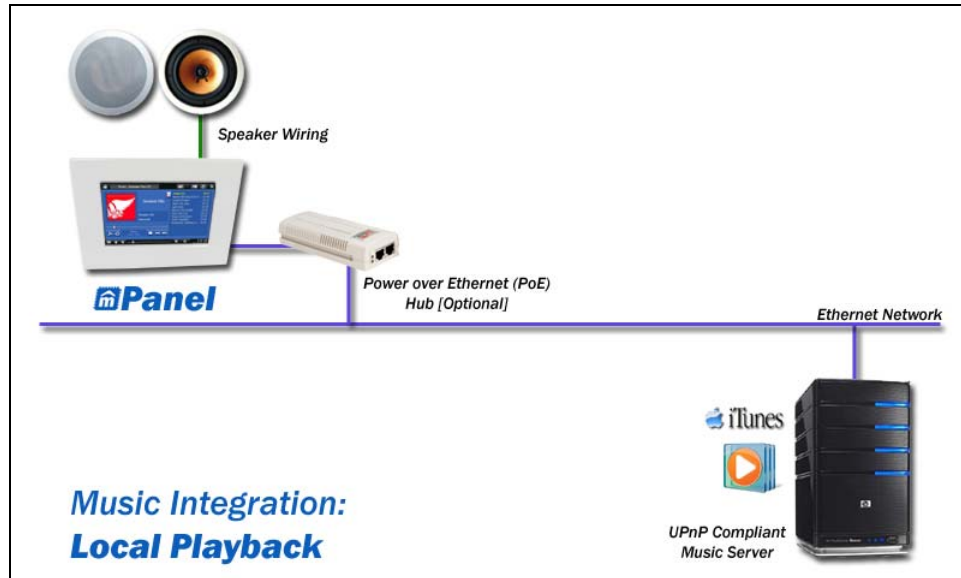 Speaker Wiring
mPanel
Power over Ethernet (PoE)
Hub [Optional]
Ethernet Network
iTunes
UPnP Compliant
Music Server
Music Integration:
Local Playback